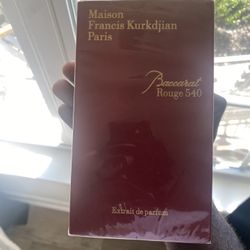 Maison
Francis Kurkdjian
Paris
Baccarat
Rouge 540
Extrait de parfum